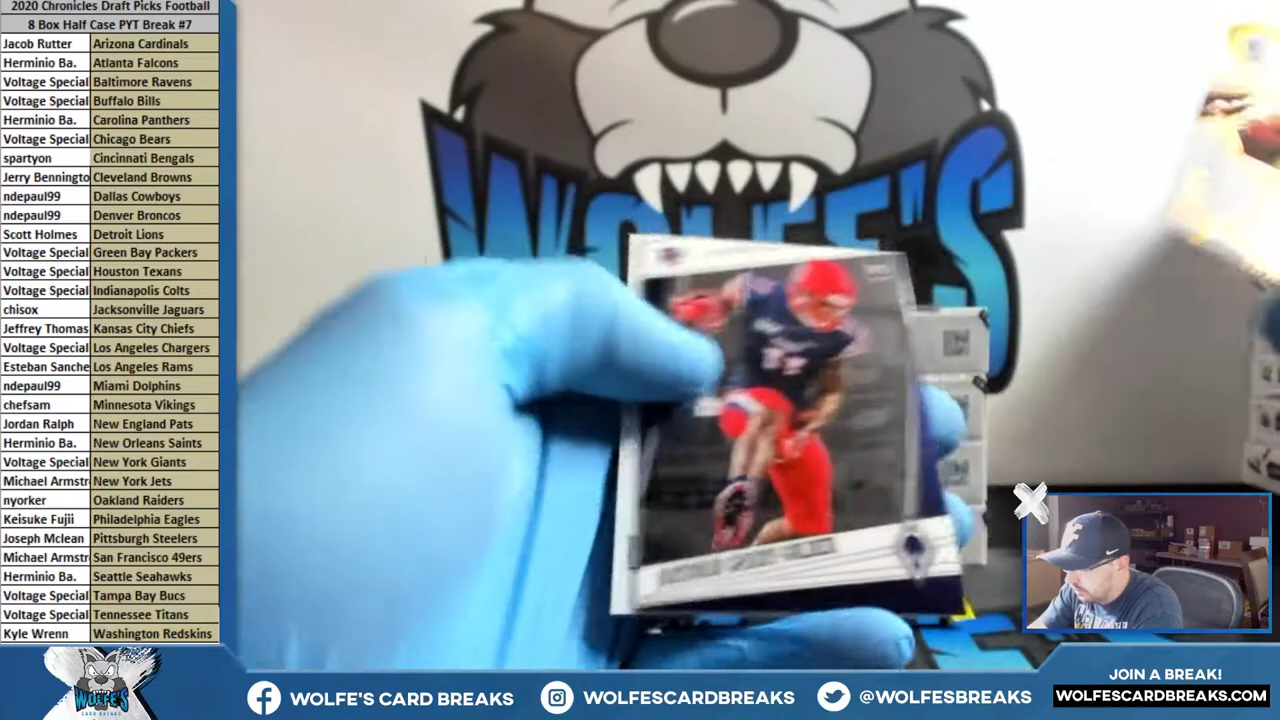 2020 Chronicles Draft Picks Football
8 Box Half Case PYT Break #7
Jacob Rutter Arizona Cardinals
Herminio Ba. Atlanta Falcons
Voltage Special Baltimore Ravens
Voltage Special Buffalo Bills
Herminio Ba. Carolina Panthers
Voltage Special Chicago Bears
spartyon Cincinnati Bengals
Jerry Benningto Cleveland Browns
ndepaul99 Dallas Cowboys
ndepaul99 Denver Broncos
Scott Holmes Detroit Lions
Voltage Special Green Bay Packers
Voltage Special Houston Texans
Voltage Special Indianapolis Colts
chisox Jacksonville Jaguars
Jeffrey Thomas Kansas City Chiefs
Voltage Special Los Angeles Chargers
Esteban Sanche Los Angeles Rams
ndepaul99 Miami Dolphins
chefsam Minnesota Vikings
Jordan Ralph New England Pats
Herminio Ba. New Orleans Saints
Voltage Special New York Giants
Michael Armstr New York Jets
nyorker Oakland Raiders
Keisuke Fujii Philadelphia Eagles
Joseph Mclean Pittsburgh Steelers
Michael Armstr San Francisco 49ers
Herminio Ba. Seattle Seahawks
Voltage Special Tampa Bay Bucs
Voltage Special Tennessee Titans
Kyle Wrenn Washington Redskins
WOLFE'S
WOLFE'S
CARD BREAKS
WOLFE'S CARD BREAKS
WOLFESCARDBREAKS
@WOLFESBREAKS
JOIN A BREAK!
WOLFESCARDBREAKS.COM